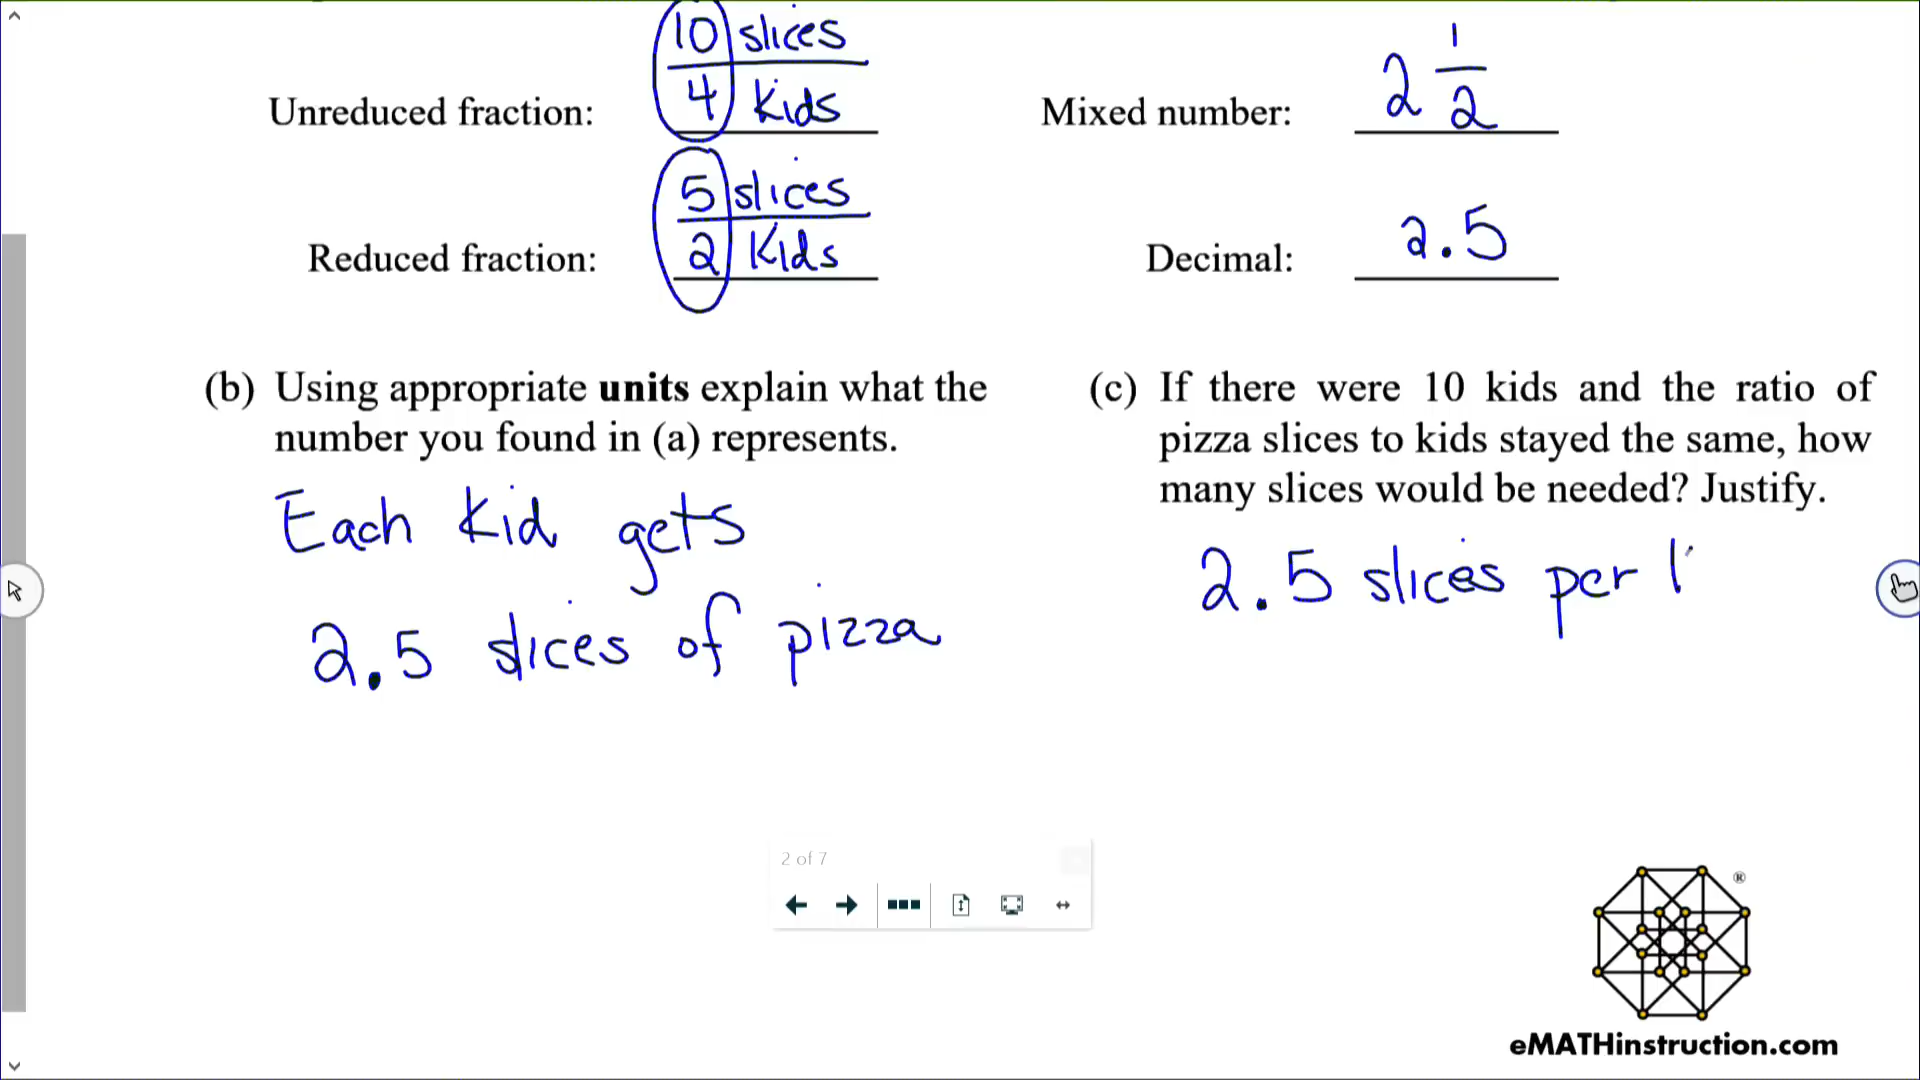 10 slices
4 kids
Unreduced fraction:
Mixed number:
2 1/2
5 slices
2 Kids
Reduced fraction:
Decimal:
2.5
(b) Using appropriate units explain what the
number you found in (a) represents.
Each kid gets
2.5 slices of pizza
(c) If there were 10 kids and the ratio of
pizza slices to kids stayed the same, how
many slices would be needed? Justify.
2.5 slices per
2 of 7
®
eMATHinstruction.com